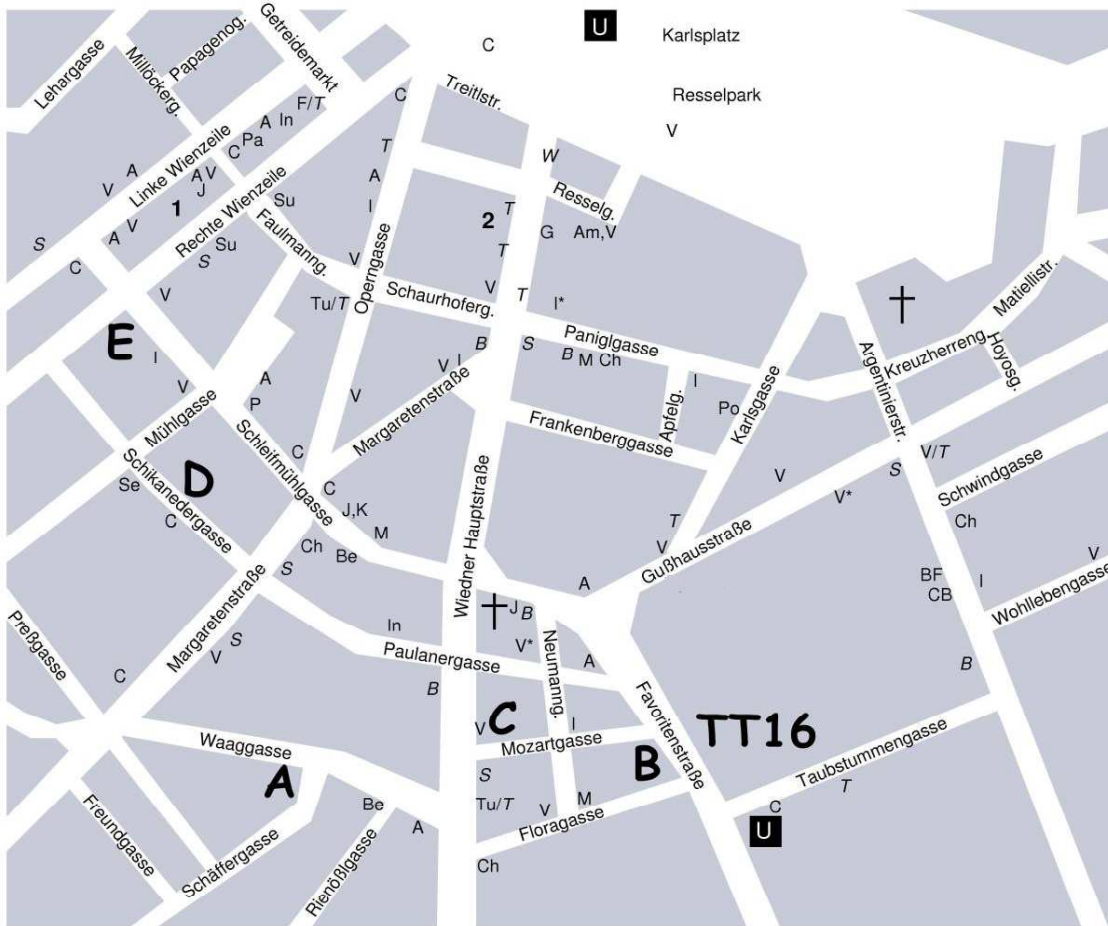 U
Karlsplatz
C
Getreidemarkt
Papagenog.
Lehargasse
Millöckerg.
Treitlstr.
Resselpark
V
F/T
C
In
A
Pa
C
Linke Wienzeile
T
W
A V
J
A
V
A
Rechte Wienzeile
Su
I
Resselg.
1
2
T
V
A
Su
S
Faulmanng.
G
Am,V
S
C
V
Operngasse
T
V
V
Tu/T
Schaurhoferg.
T
I*
Matiellistr.
Kreuzherreng.
Hoyosg.
E
I
B
S
B
M Ch
Paniglgasse
V
A
P
V I
V
I
Po
Argentinierstr.
Mühlgasse
Margaretenstraße
Frankenberggasse
Apfelg.
Karlsgasse
Schleifmühlgasse
C
Schikanedergasse
Se
D
C
C
J,K
M
Ch
Be
V
V*
S
V/T
Schwindgasse
Ch
T
V
Gußhausstraße
Wiedner Hauptstraße
S
A
BF
CB
I
V
Wohllebengasse
Preßgasse
Margaretenstraße
J
B
In
V*
Neumanng.
A
S
V
C
Paulanergasse
B
B
V
C
I
Favoritenstraße
TT16
Waaggasse
Mozartgasse
B
Taubstummengasse
T
A
S
Tu/T
V
M
C
U
Be
A
Floragasse
Ch
Freundgasse
Schäffergasse
Rienößlgasse